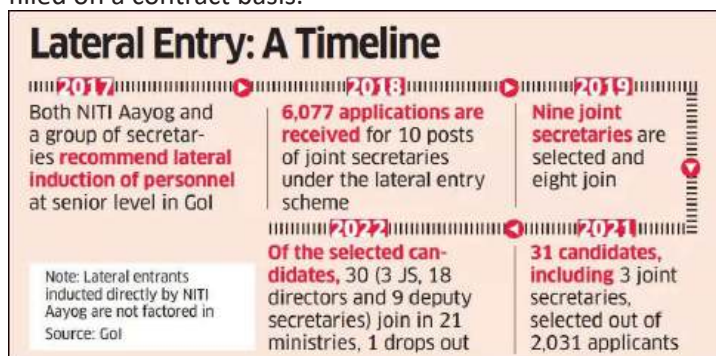 filled on a contract basis.
Lateral Entry: A Timeline
2017
Both NITI Aayog and
a group of secretar-
ies recommend lateral
induction of personnel
at senior level in GoI
2018
6,077 applications are
received for 10 posts
of joint secretaries
under the lateral entry
scheme
2019
Nine joint
secretaries are
selected and
eight join
2021
31 candidates,
including 3 joint
secretaries,
selected out of
2,031 applicants
2022
Of the selected can-
didates, 30 (3 JS, 18
directors and 9 deputy
secretaries) join in 21
ministries, 1 drops out
Note: Lateral entrants
inducted directly by NITI
Aayog are not factored in
Source: GoI